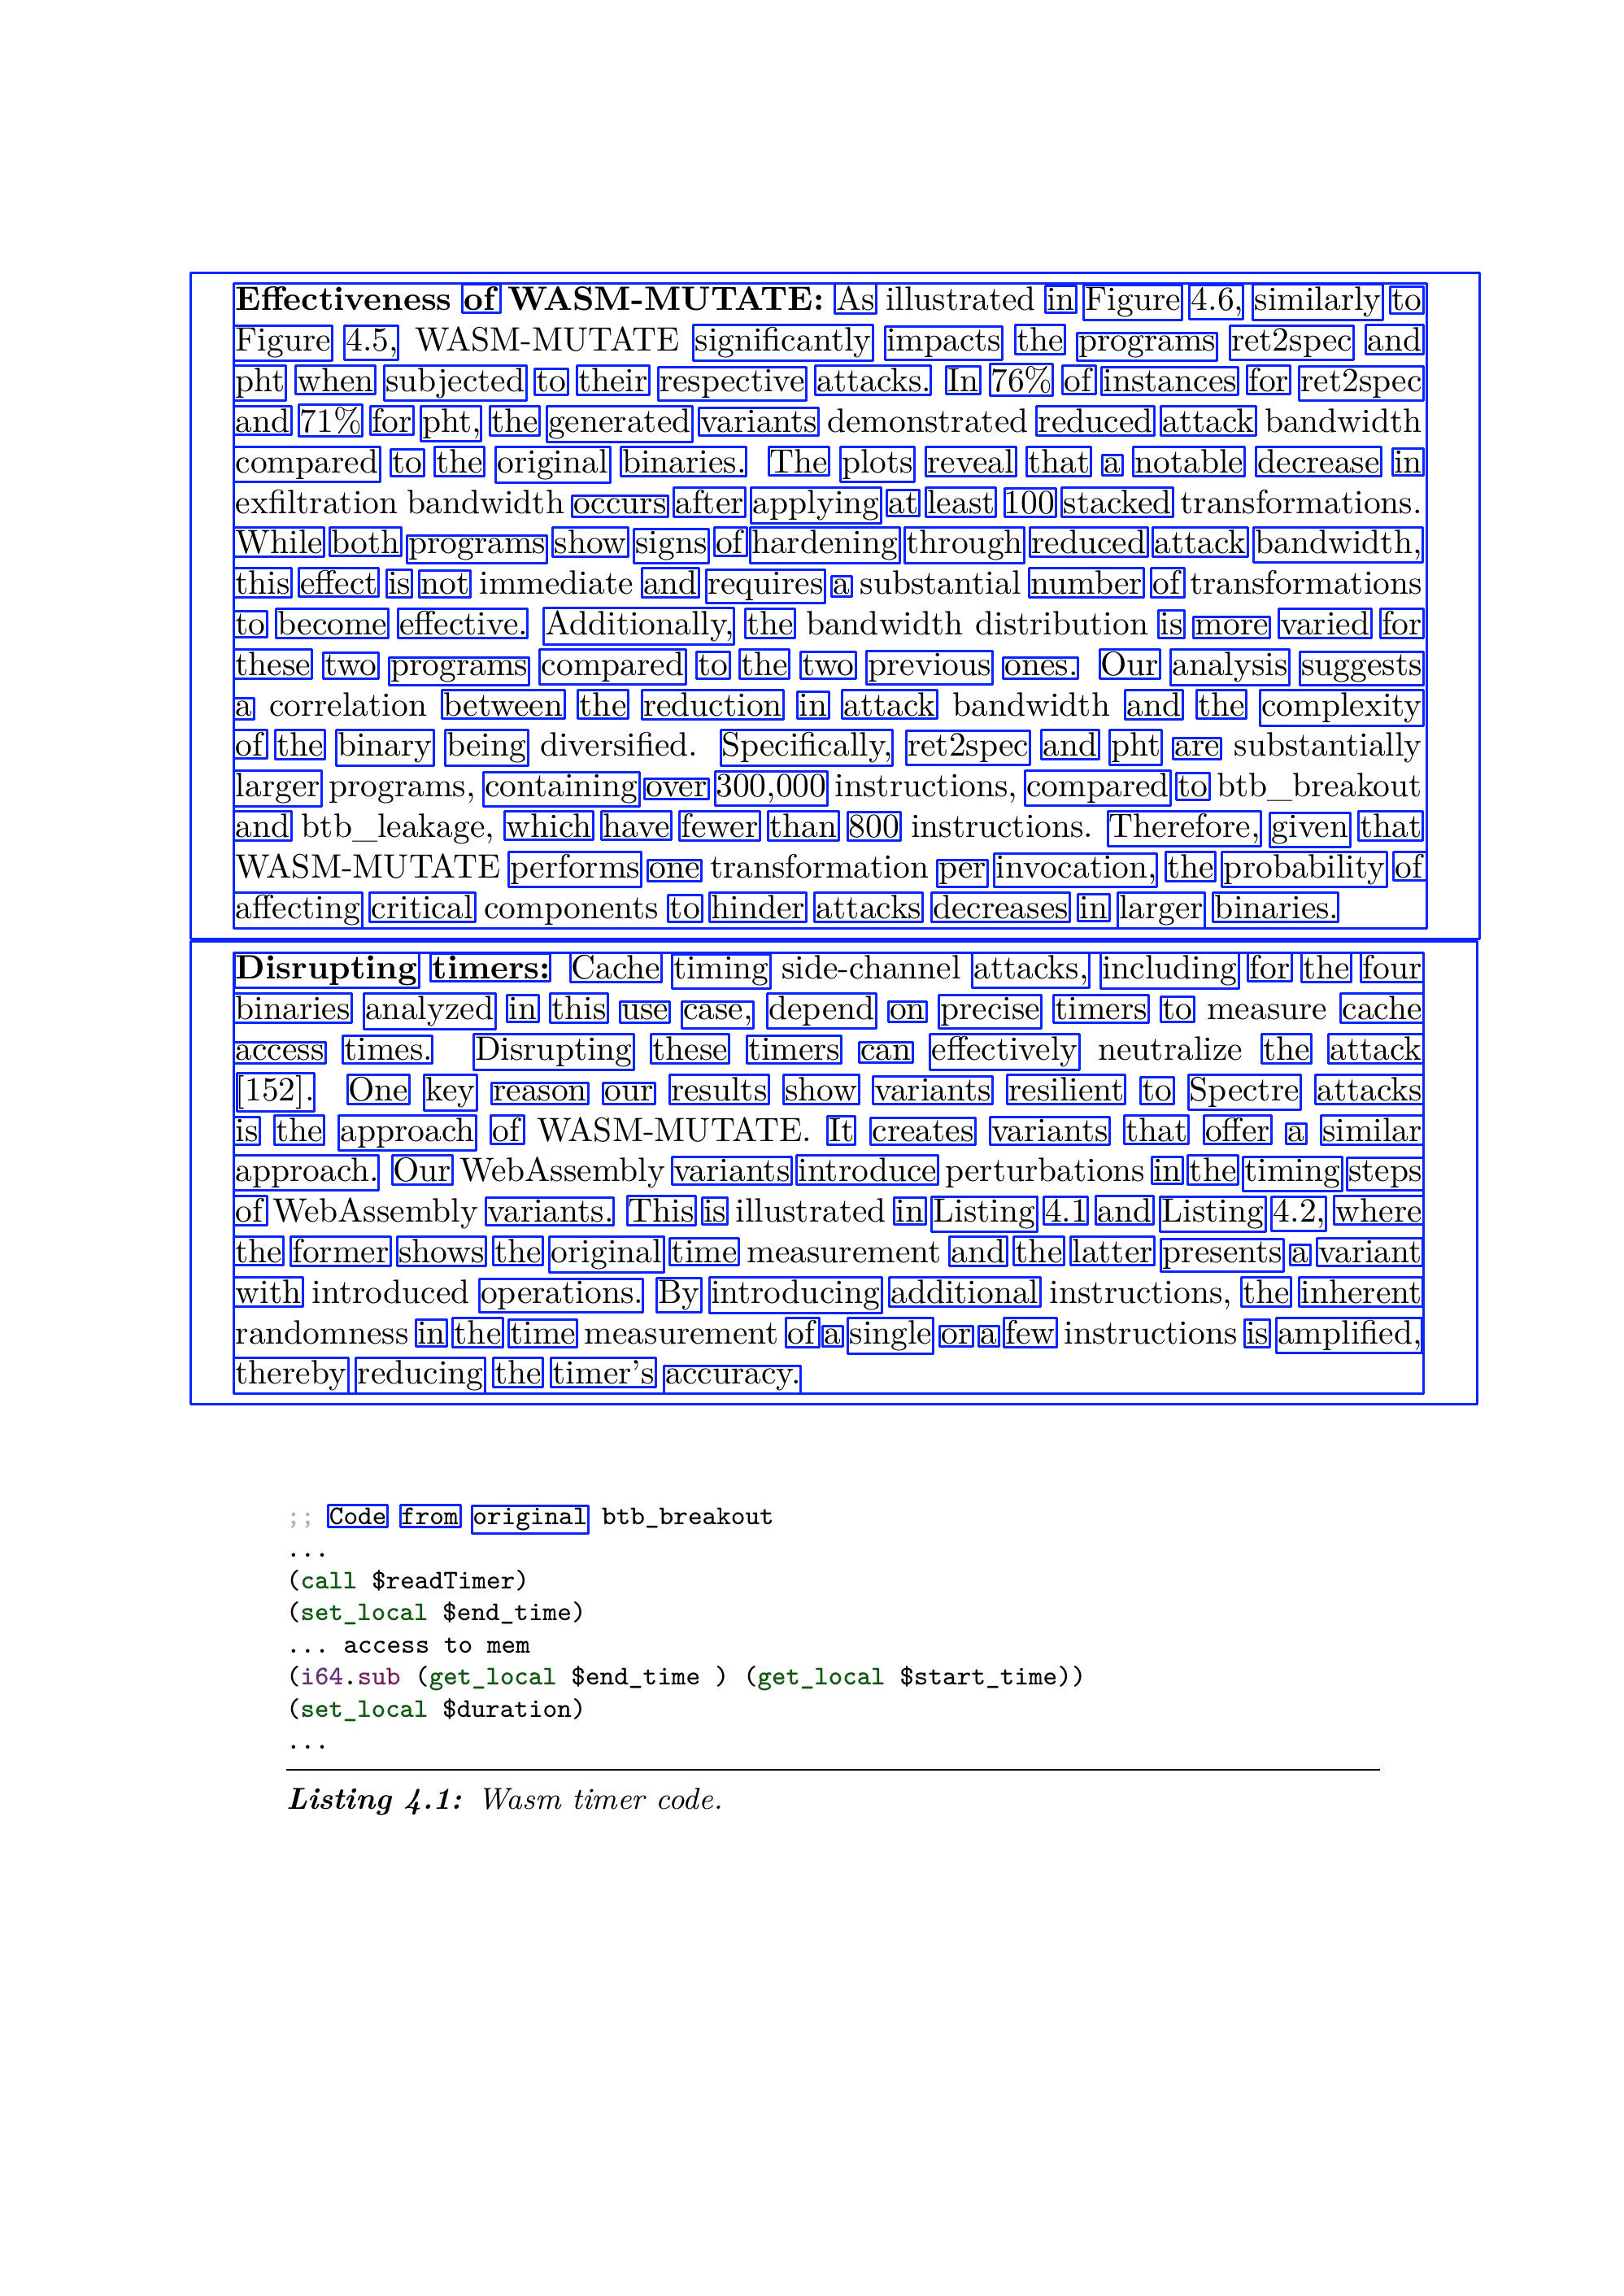 Effectiveness of WASM-MUTATE: As illustrated in Figure 4.6, similarly to
Figure 4.5, WASM-MUTATE significantly impacts the programs ret2spec and
pht when subjected to their respective attacks. In 76% of instances for ret2spec
and 71% for pht, the generated variants demonstrated reduced attack bandwidth
compared to the original binaries. The plots reveal that a notable decrease in
exfiltration bandwidth occurs after applying at least 100 stacked transformations.
While both programs show signs of hardening through reduced attack bandwidth,
this effect is not immediate and requires a substantial number of transformations
to become effective. Additionally, the bandwidth distribution is more varied for
these two programs compared to the two previous ones. Our analysis suggests
a correlation between the reduction in attack bandwidth and the complexity
of the binary being diversified. Specifically, ret2spec and pht are substantially
larger programs, containing over 300,000 instructions, compared to btb_breakout
and btb_leakage, which have fewer than 800 instructions. Therefore, given that
WASM-MUTATE performs one transformation per invocation, the probability of
affecting critical components to hinder attacks decreases in larger binaries.
Disrupting timers: Cache timing side-channel attacks, including for the four
binaries analyzed in this use case, depend on precise timers to measure cache
access times. Disrupting these timers can effectively neutralize the attack
[152]. One key reason our results show variants resilient to Spectre attacks
is the approach of WASM-MUTATE. It creates variants that offer a similar
approach. Our WebAssembly variants introduce perturbations in the timing steps
of WebAssembly variants. This is illustrated in Listing 4.1 and Listing 4.2, where
the former shows the original time measurement and the latter presents a variant
with introduced operations. By introducing additional instructions, the inherent
randomness in the time measurement of a single or a few instructions is amplified,
thereby reducing the timer's accuracy.
;; Code from original btb_breakout
...
(call $readTimer)
(set_local $end_time)
... access to mem
(i64.sub (get_local $end_time ) (get_local $start_time))
(set_local $duration)
...
Listing 4.1: Wasm timer code.